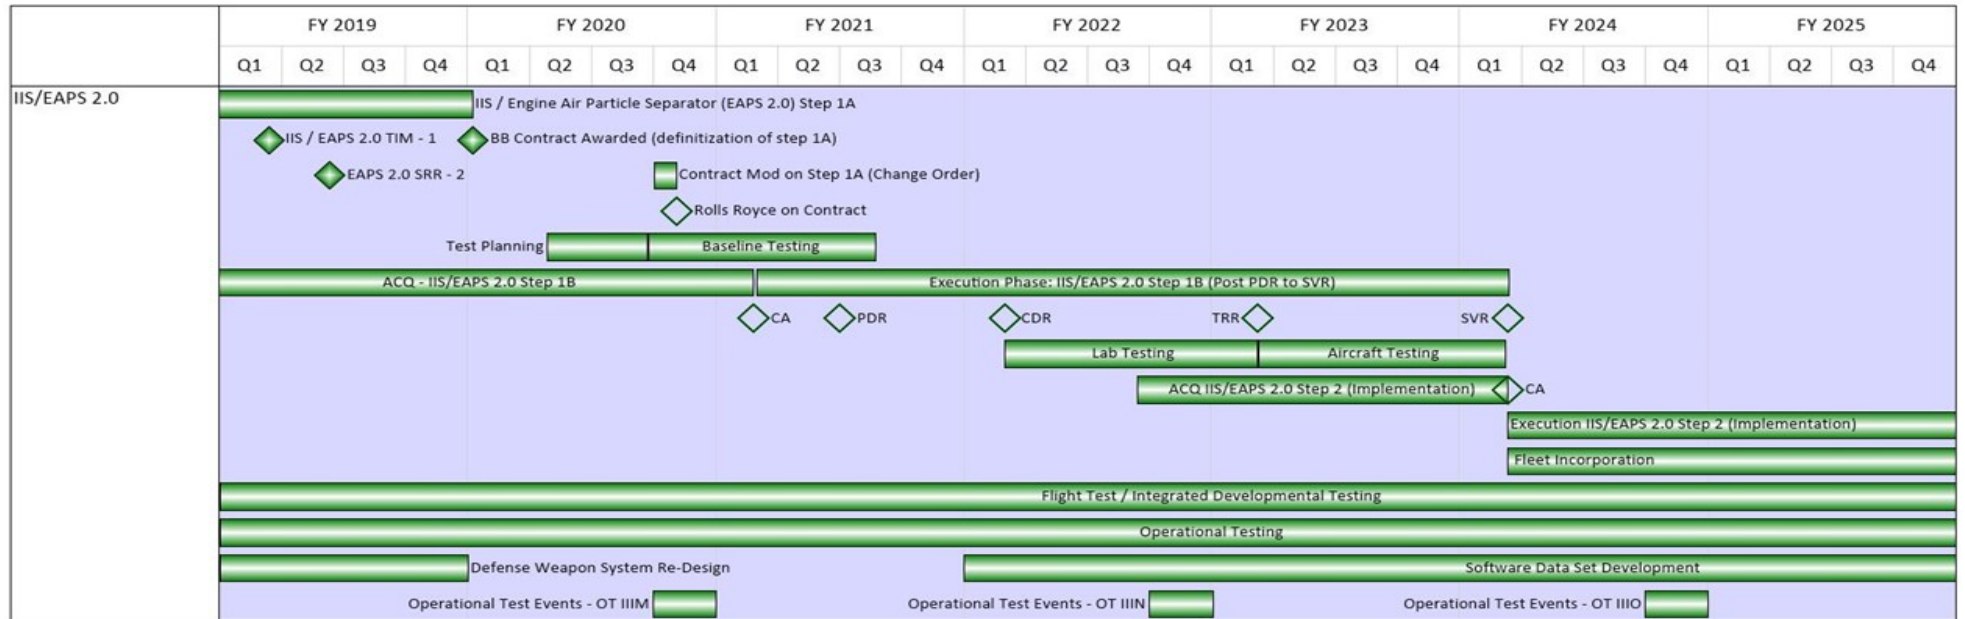 FY 2019 FY 2020 FY 2021 FY 2022 FY 2023 FY 2024 FY 2025
Q1 Q2 Q3 Q4 Q1 Q2 Q3 Q4 Q1 Q2 Q3 Q4 Q1 Q2 Q3 Q4 Q1 Q2 Q3 Q4 Q1 Q2 Q3 Q4 Q1 Q2 Q3 Q4
IIS/EAPS 2.0 IIS / Engine Air Particle Separator (EAPS 2.0) Step 1A
IIS / EAPS 2.0 TIM - 1 BB Contract Awarded (definitization of step 1A)
EAPS 2.0 SRR - 2 Contract Mod on Step 1A (Change Order)
Rolls Royce on Contract
Test Planning Baseline Testing
ACQ - IIS/EAPS 2.0 Step 1B Execution Phase: IIS/EAPS 2.0 Step 1B (Post PDR to SVR)
CA PDR CDR TRR SVR
Lab Testing Aircraft Testing
ACQ IIS/EAPS 2.0 Step 2 (Implementation) CA
Execution IIS/EAPS 2.0 Step 2 (Implementation)
Fleet Incorporation
Flight Test / Integrated Developmental Testing
Operational Testing
Defense Weapon System Re-Design Software Data Set Development
Operational Test Events - OT IIIM Operational Test Events - OT IIIN Operational Test Events - OT IIIO